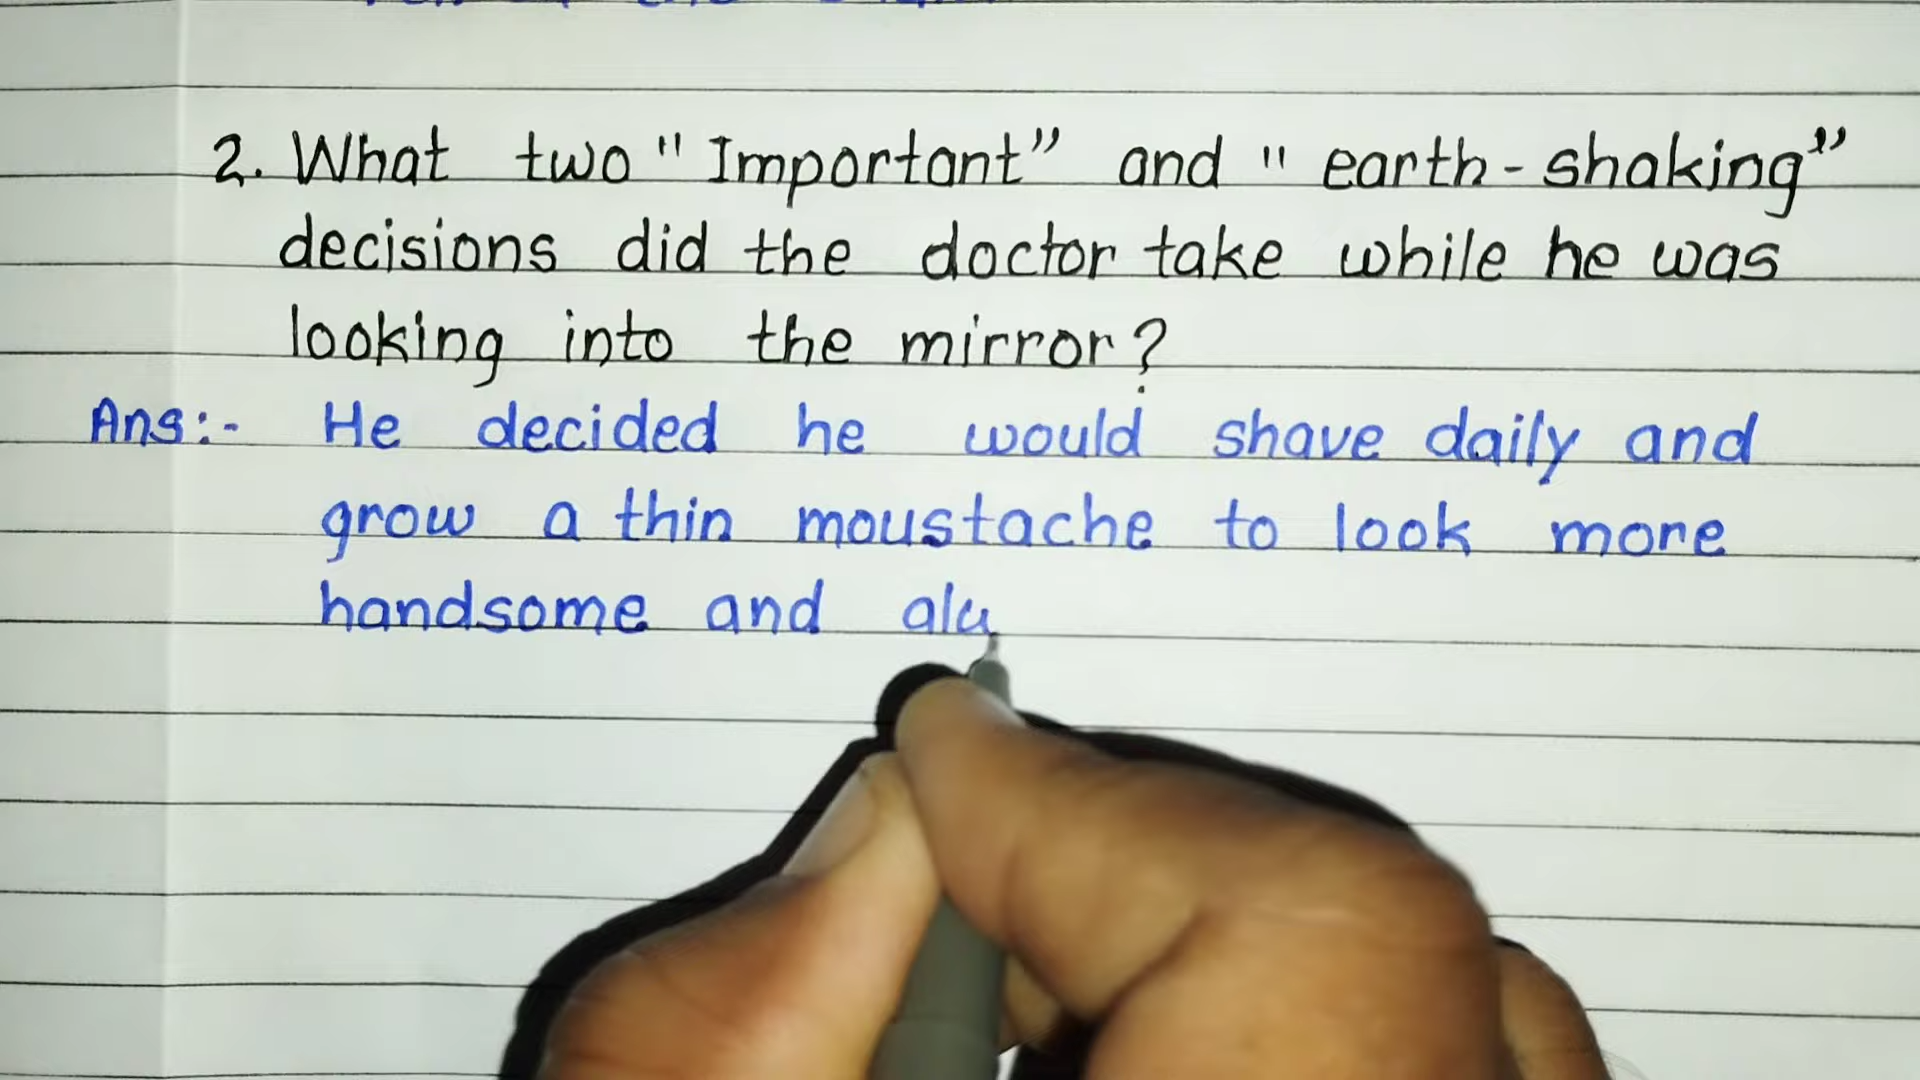 2. What two " Important" and " earth-shaking"
decisions did the doctor take while he was
looking into the mirror?
Ans:- He decided he would shave daily and
grow a thin moustache to look more
handsome and